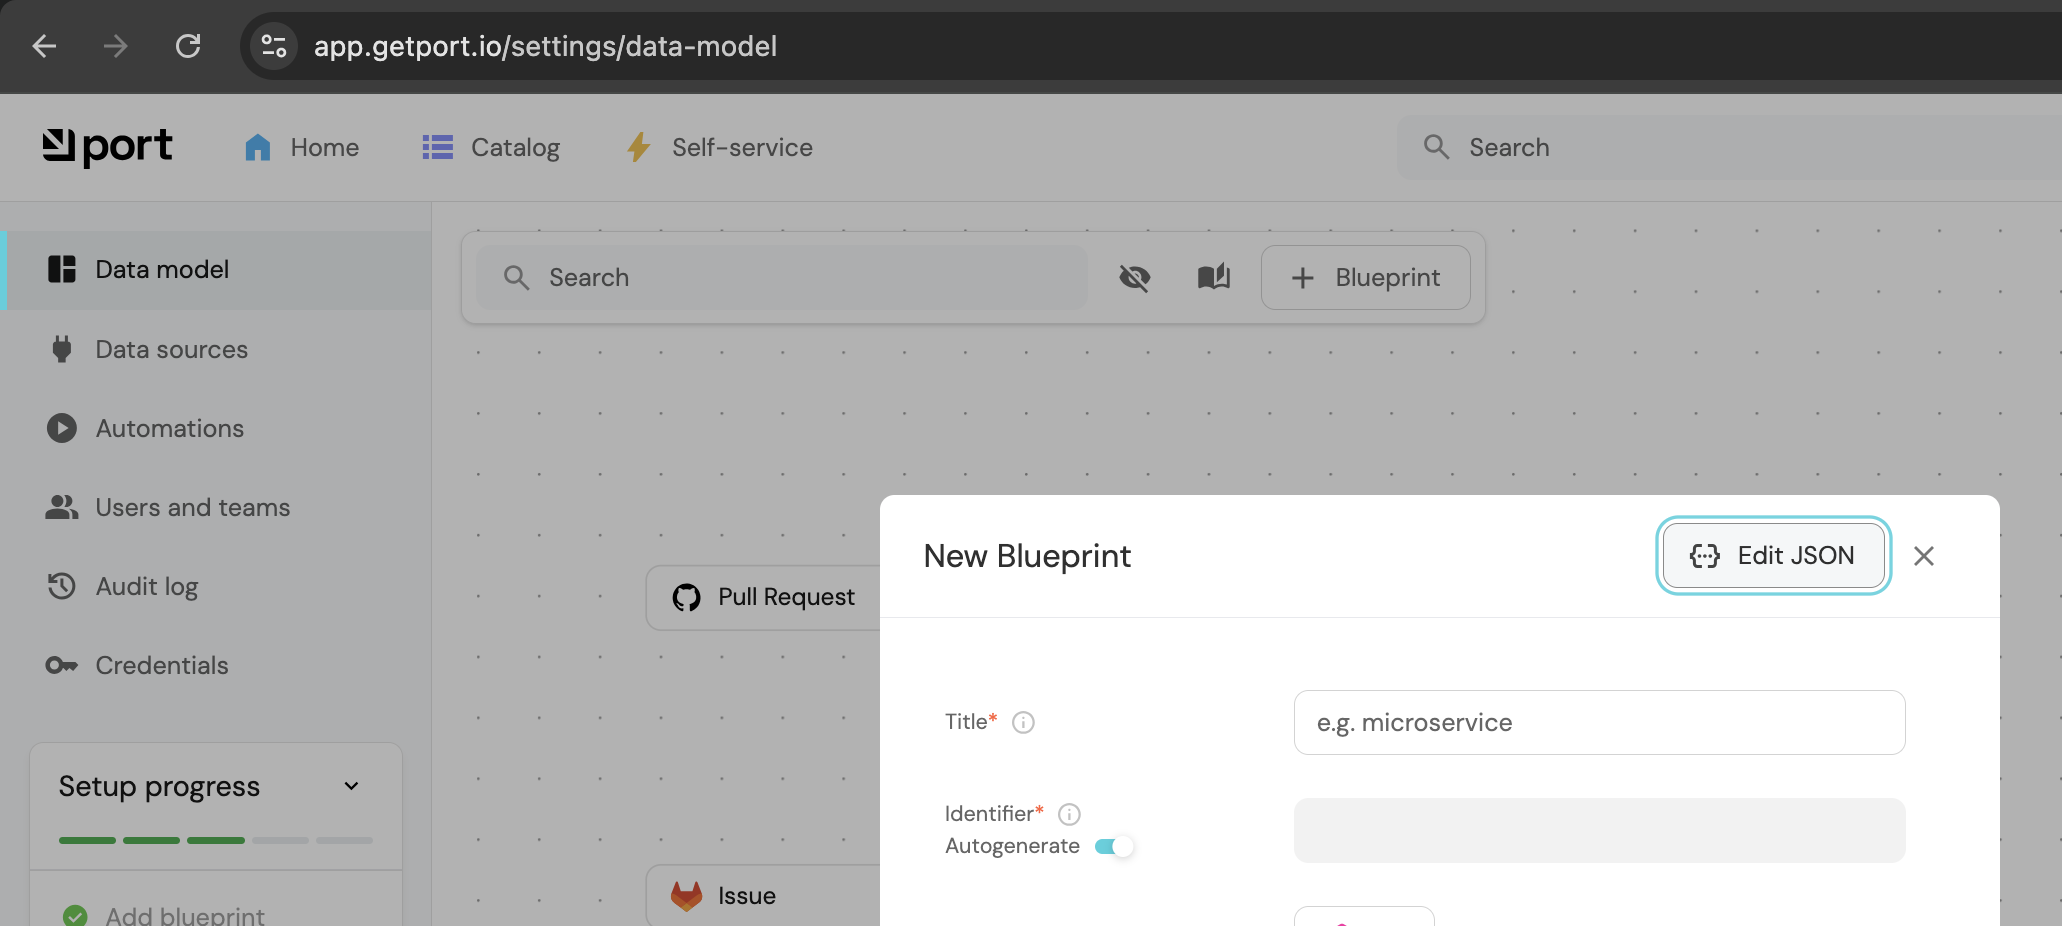 app.getport.io/settings/data-model
port
Home
Catalog
Self-service
Search
Data model
Data sources
Automations
Users and teams
Audit log
Credentials
Setup progress
Add blueprint
Search
Blueprint
Pull Request
Issue
New Blueprint
Edit JSON
Title*
e.g. microservice
Identifier*
Autogenerate